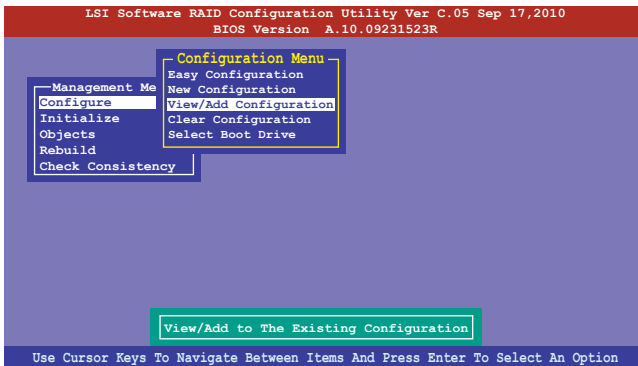 LSI Software RAID Configuration Utility Ver C.05 Sep 17,2010
BIOS Version A.10.09231523R
Management Me
Configure
Initialize
Objects
Rebuild
Check Consistency
Configuration Menu
Easy Configuration
New Configuration
View/Add Configuration
Clear Configuration
Select Boot Drive
View/Add to The Existing Configuration
Use Cursor Keys To Navigate Between Items And Press Enter To Select An Option